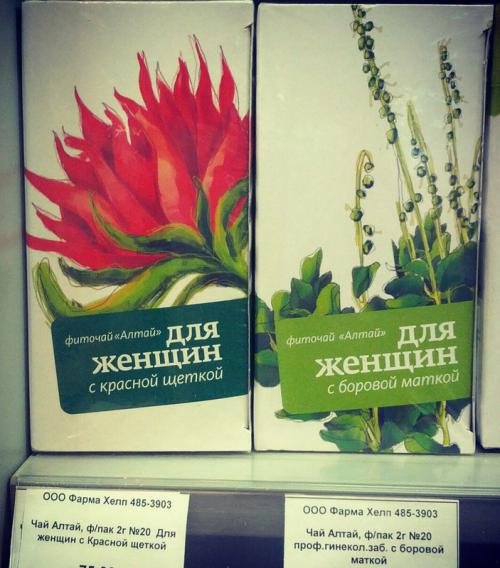 фиточай «Алтай» для
женщин
с красной щеткой
фиточай «Алтай» для
женщин
с боровой маткой
ООО Фарма Хелп 485-3903
Чай Алтай, ф/пак 2г №20 Для
женщин с Красной щеткой
ООО Фарма Хелп 485-3903
Чай Алтай, ф/пак 2г №20
проф.гинекол.заб. с боровой
маткой